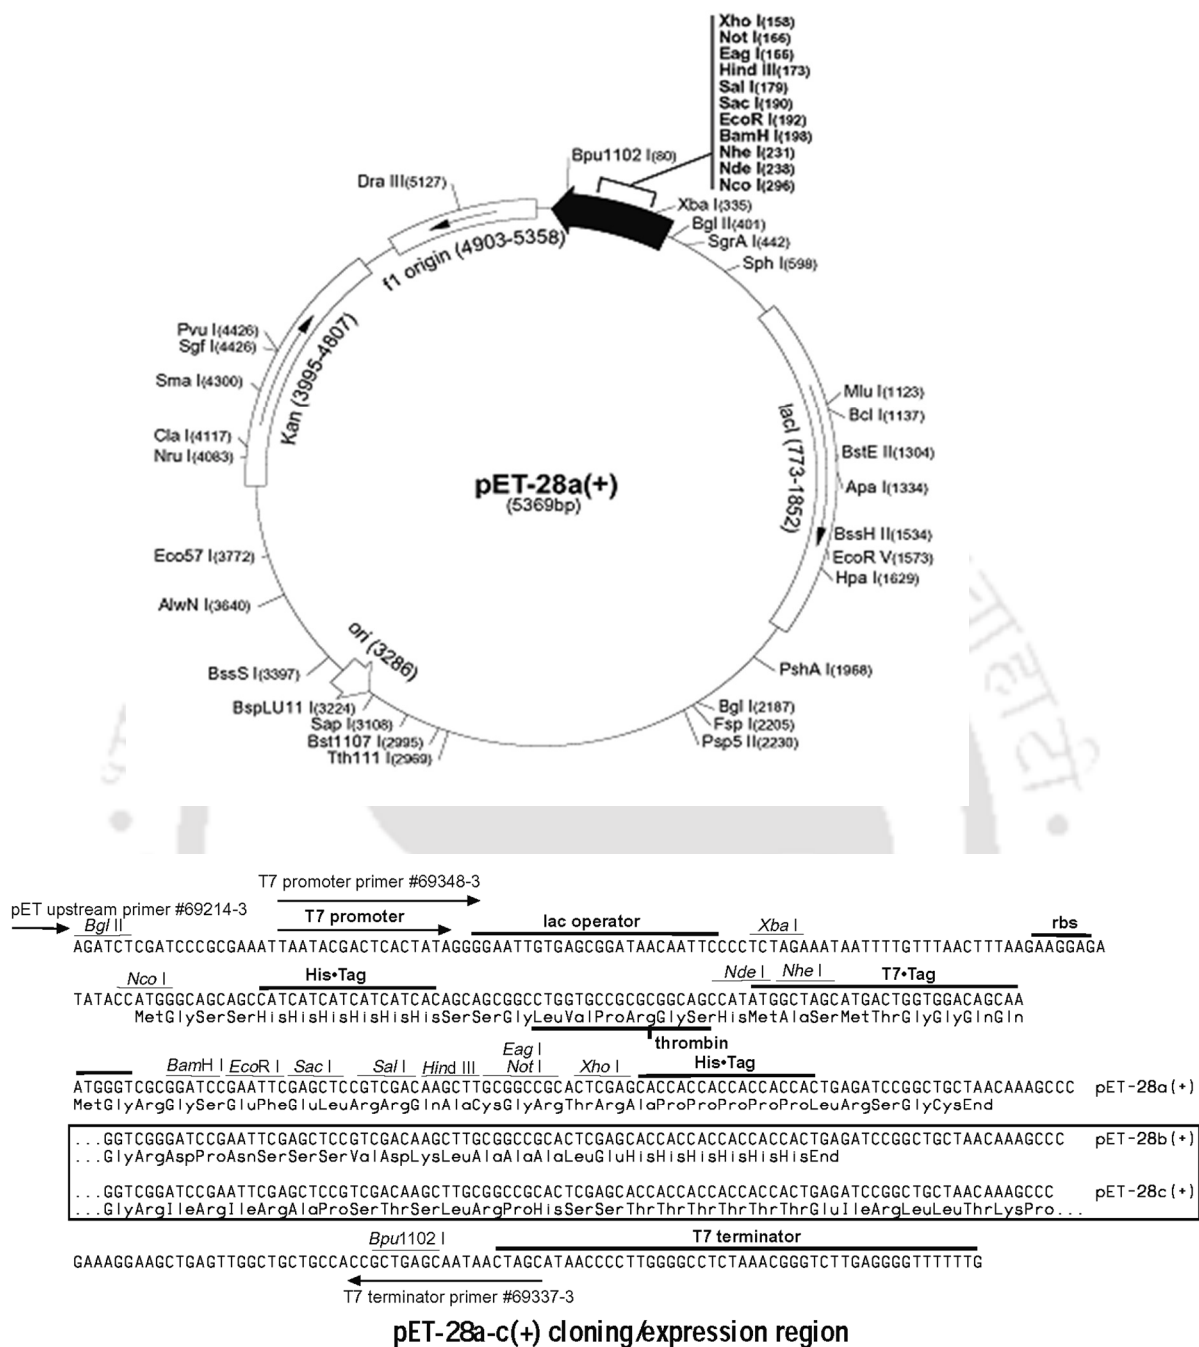 Xho I(158)
Not I(166)
Eag I(166)
Hind III(173)
Sal I(179)
Sac I(190)
EcoR I(192)
BamH I(198)
Nhe I(231)
Nde I(238)
Nco I(296)
Bpu1102 I(80)
Dra III(5127)
Xba I(335)
Bgl II(401)
SgrA I(442)
Sph I(598)
f1 origin (4903-5358)
Pvu I(4426)
Sgf I(4426)
Sma I(4300)
Kan (3995-4807)
Cla I(4117)
Nru I(4083)
lacI (773-1852)
Mlu I(1123)
Bcl I(1137)
BstE II(1304)
Apa I(1334)
BssH II(1534)
EcoR V(1573)
Hpa I(1629)
pET-28a(+)
(5369bp)
Eco57 I(3772)
AlwN I(3640)
ori (3286)
BssS I(3397)
PshA I(1968)
BspLU11 I(3224)
Sap I(3108)
Bst1107 I(2995)
Tth111 I(2969)
Bgl I(2187)
Fsp I(2205)
Psp5 II(2230)
T7 promoter primer #69348-3
pET upstream primer #69214-3
Bgl II T7 promoter lac operator Xba I rbs
AGATCTCGATCCCGCGAAATTAATACGACTCACTATAGGGGAATTGTGAGCGGATAACAATTCCCCTCTAGAAATAATTTTGTTTAACTTTAAGAAGGAGA
Nco I His•Tag Nde I Nhe I T7•Tag
TATACCATGGGCAGCAGCCATCATCATCATCATCACAGCAGCGGCCTGGTGCCGCGCGGCAGCCATATGGCTAGCATGACTGGTGGACAGCAA
MetGlySerSerHisHisHisHisHisHisSerSerGlyLeuValProArgGlySerHisMetAlaSerMetThrGlyGlyGlnGln
thrombin
BamH I EcoR I Sac I Sal I Hind III Eag I Not I Xho I His•Tag
ATGGGTCGCGGATCCGAATTCGAGCTCCGTCGACAAGCTTGCGGCCGCACTCGAGCACCACCACCACCACCACTGAGATCCGGCTGCTAACAAAGCCC pET-28a(+)
MetGlyArgGlySerGluPheGluLeuArgArgGlnAlaCysGlyArgThrArgAlaProProProProProLeuArgSerGlyCysEnd
...GGTCGGGATCCGAATTCGAGCTCCGTCGACAAGCTTGCGGCCGCACTCGAGCACCACCACCACCACCACTGAGATCCGGCTGCTAACAAAGCCC pET-28b(+)
...GlyArgAspProAsnSerSerSerValAspLysLeuAlaAlaAlaLeuGluHisHisHisHisHisHisEnd
...GGTCGGATCCGAATTCGAGCTCCGTCGACAAGCTTGCGGCCGCACTCGAGCACCACCACCACCACCACTGAGATCCGGCTGCTAACAAAGCCC pET-28c(+)
...GlyArgIleArgIleArgAlaProSerThrSerLeuArgProHisSerSerThrThrThrThrThrThrGluIleArgLeuLeuThrLysPro...
Bpu1102 I T7 terminator
GAAAGGAAGCTGAGTTGGCTGCTGCCACCGCTGAGCAATAACTAGCATAACCCCTTGGGGCCTCTAAACGGGTCTTGAGGGGTTTTTTG
T7 terminator primer #69337-3
pET-28a-c(+) cloning/expression region